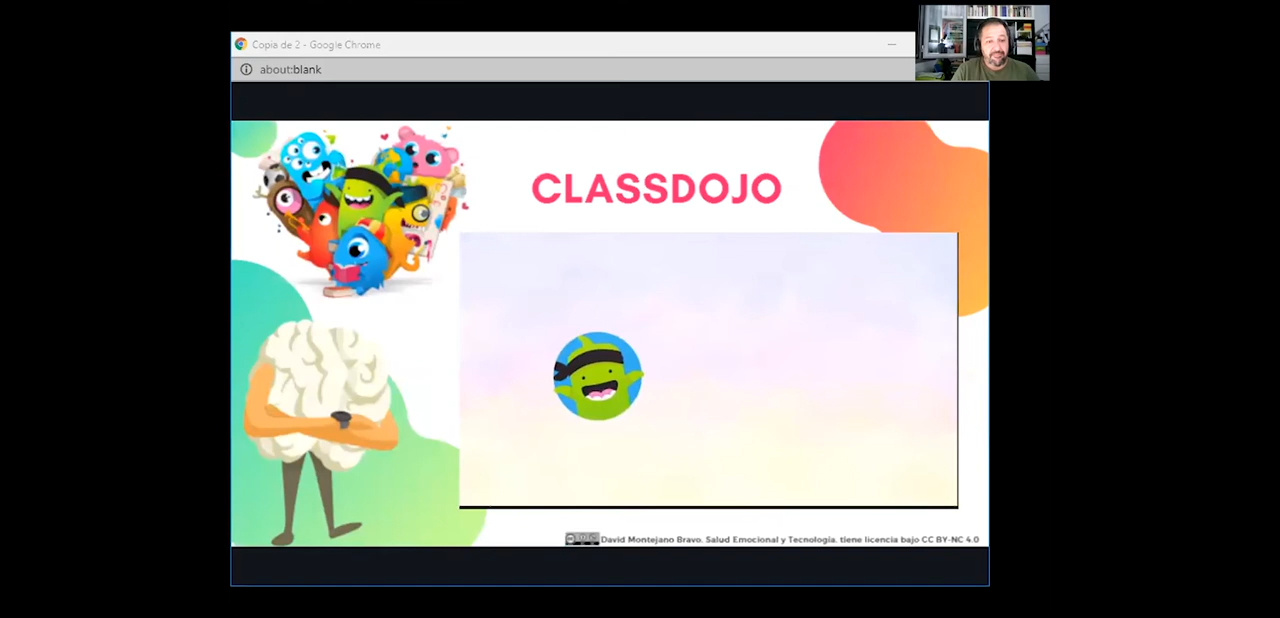 Copia de 2 - Google Chrome
about:blank
CLASSDOJO
David Montejano Bravo. Salud Emocional y Tecnología. tiene licencia bajo CC BY-NC 4.0